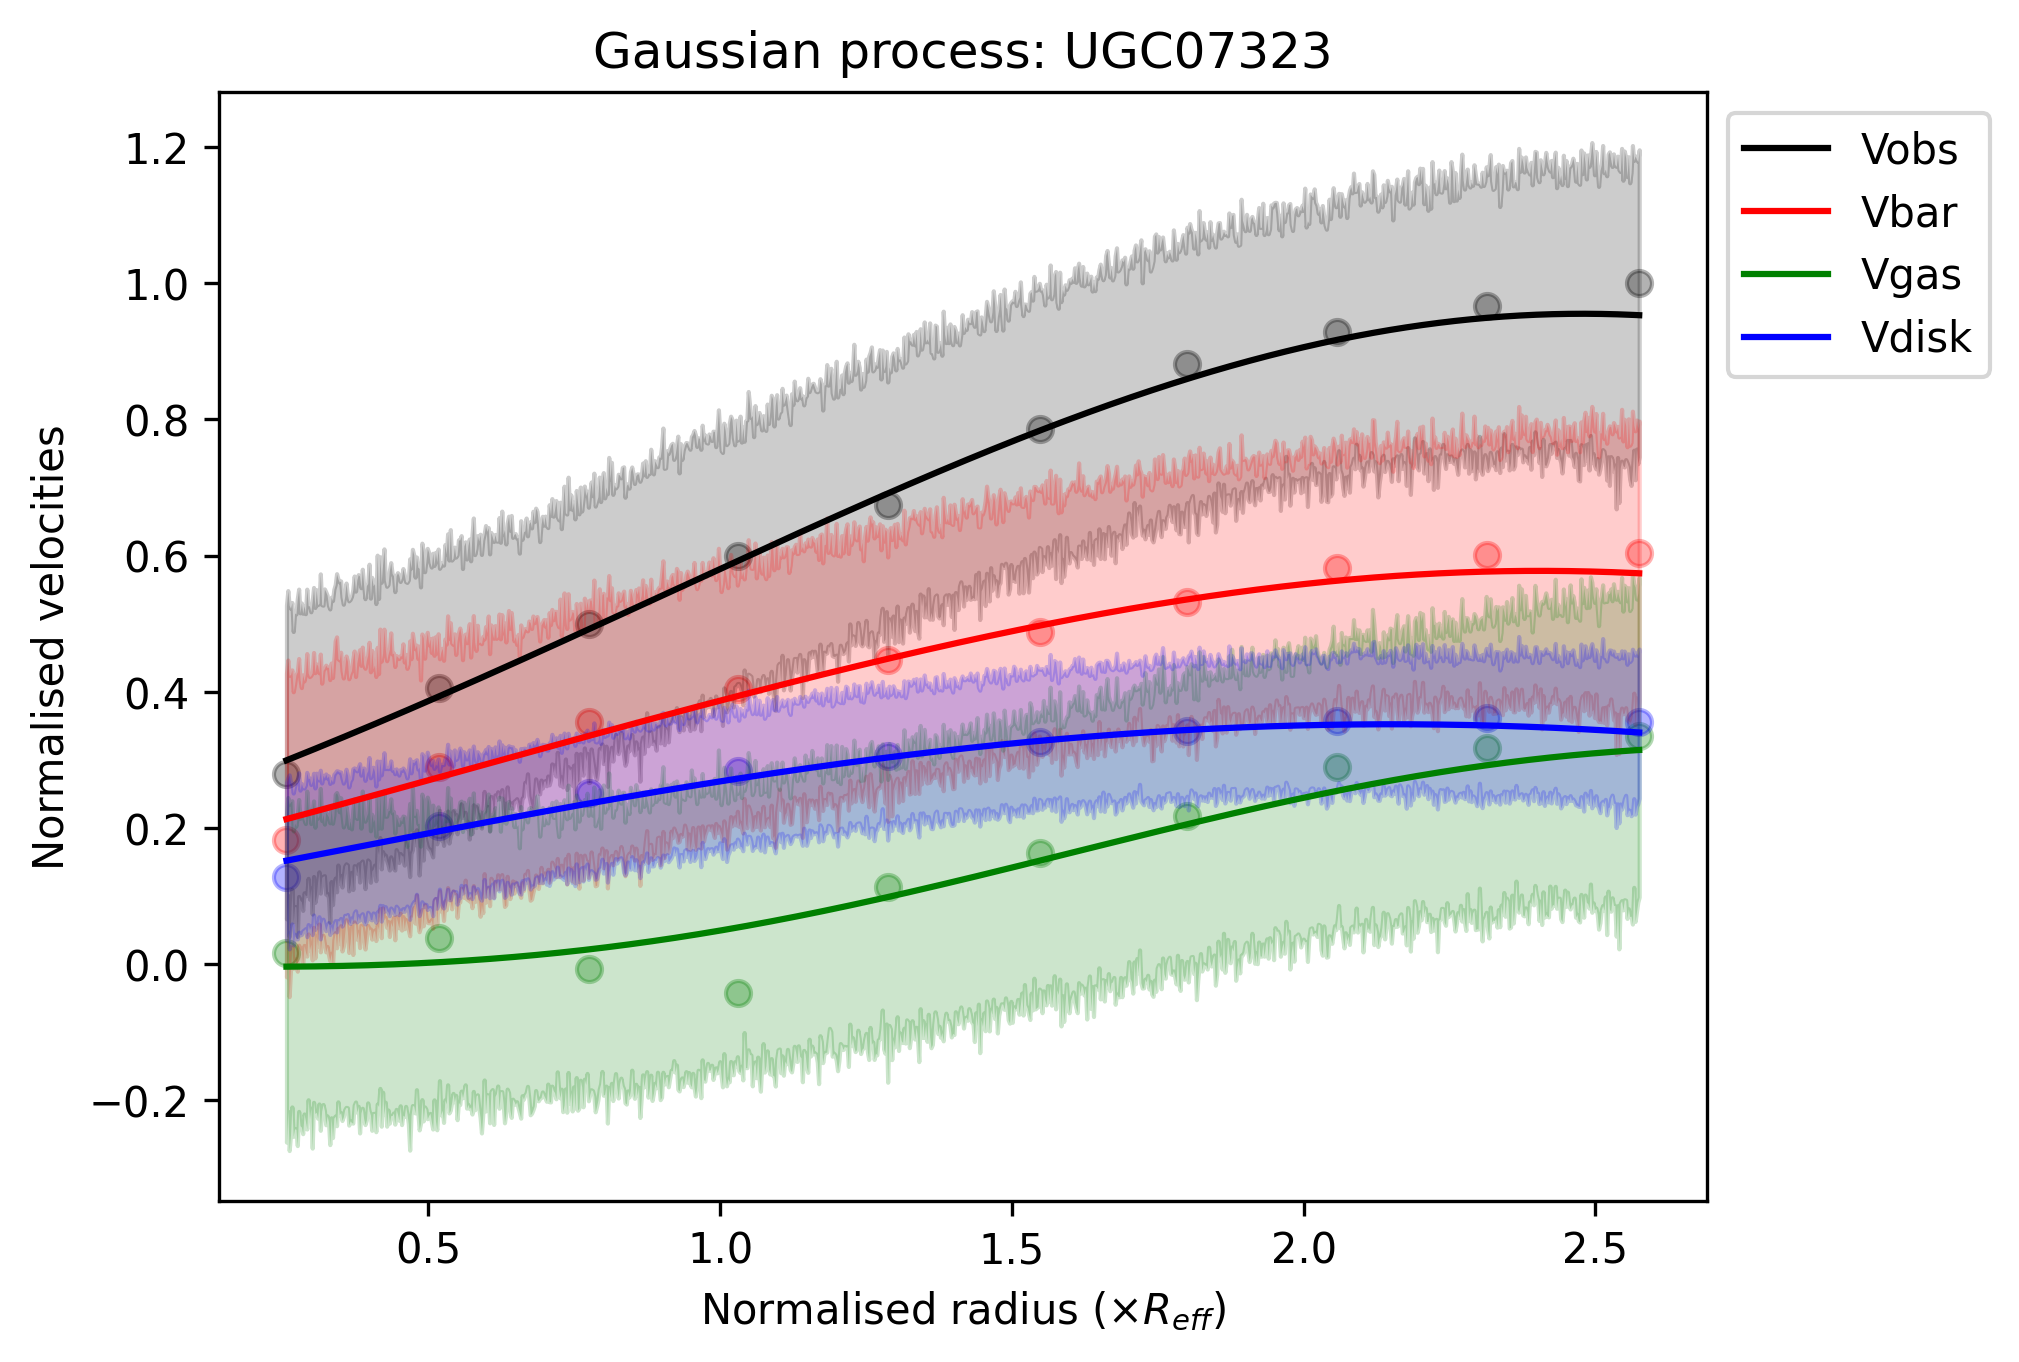 Gaussian process: UGC07323
Normalised velocities
1.2
1.0
0.8
0.6
0.4
0.2
0.0
−0.2
0.5
1.0
1.5
2.0
2.5
Normalised radius (×R_eff)
Vobs
Vbar
Vgas
Vdisk